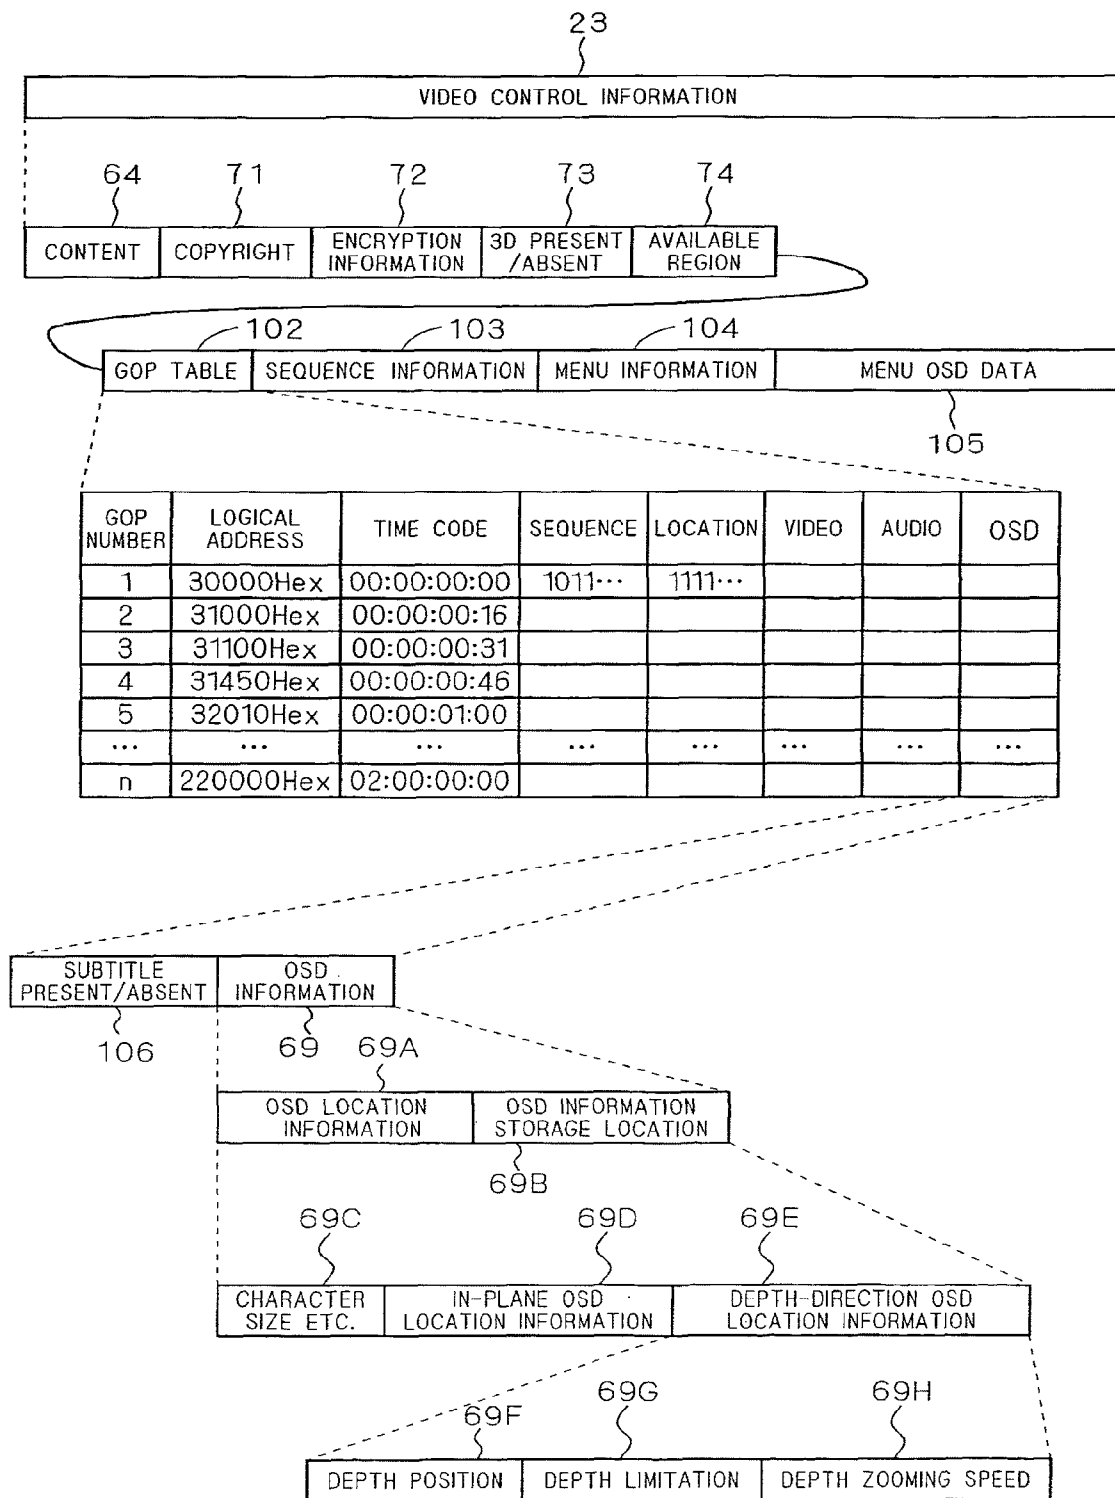 23
VIDEO CONTROL INFORMATION
64 71 72 73 74
CONTENT COPYRIGHT ENCRYPTION INFORMATION 3D PRESENT /ABSENT AVAILABLE REGION
102 103 104
GOP TABLE SEQUENCE INFORMATION MENU INFORMATION MENU OSD DATA
105
GOP NUMBER LOGICAL ADDRESS TIME CODE SEQUENCE LOCATION VIDEO AUDIO OSD
1 30000Hex 00:00:00:00 1011... 1111...
2 31000Hex 00:00:00:16
3 31100Hex 00:00:00:31
4 31450Hex 00:00:00:46
5 32010Hex 00:00:01:00
... ... ... ... ... ... ... ...
n 220000Hex 02:00:00:00
SUBTITLE PRESENT/ABSENT OSD INFORMATION
106 69 69A
OSD LOCATION INFORMATION OSD INFORMATION STORAGE LOCATION
69B
69C 69D 69E
CHARACTER SIZE ETC. IN-PLANE OSD LOCATION INFORMATION DEPTH-DIRECTION OSD LOCATION INFORMATION
69F 69G 69H
DEPTH POSITION DEPTH LIMITATION DEPTH ZOOMING SPEED